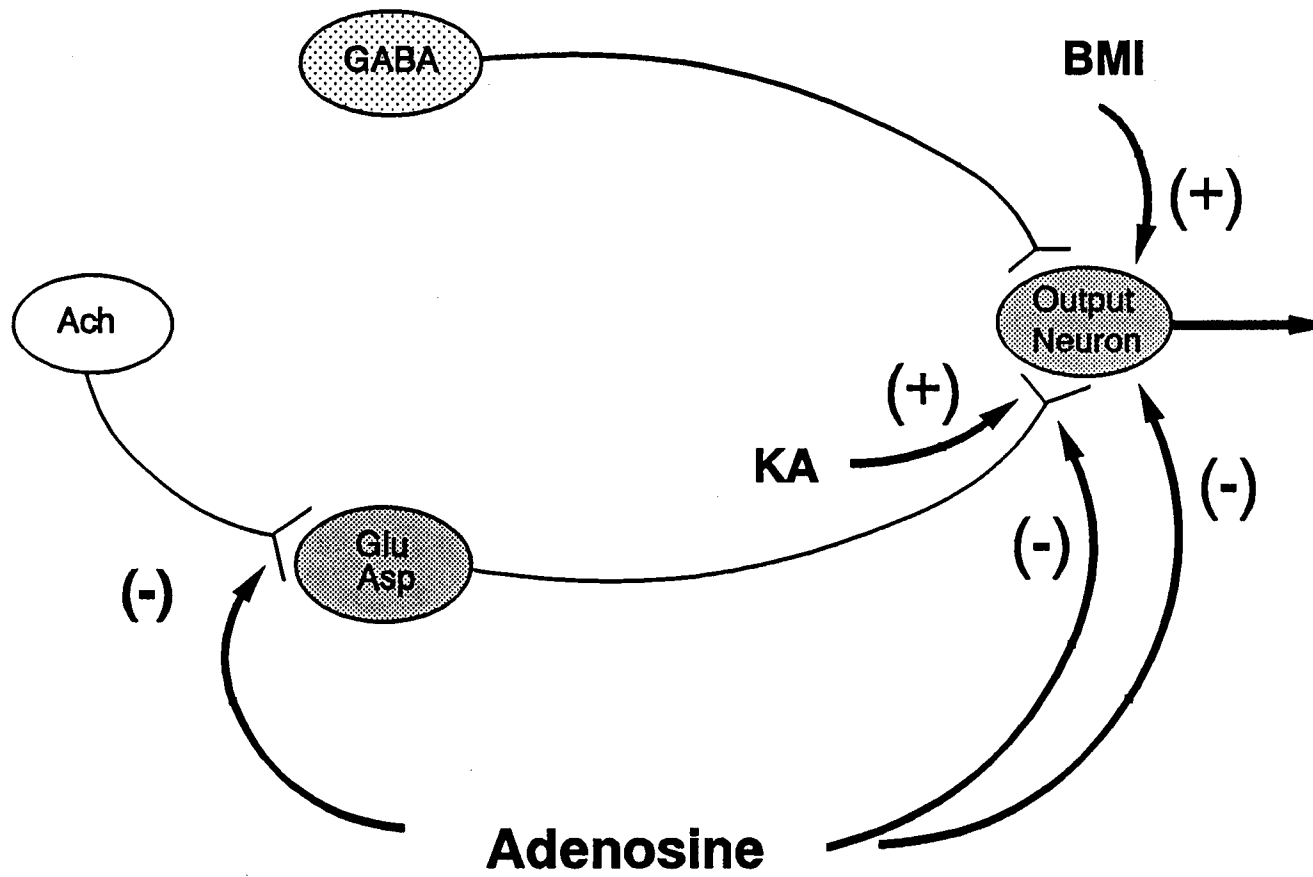 GABA
BMI
(+)
Ach
Output
Neuron
(+)
KA
(-)
(-)
Glu
Asp
(-)
Adenosine